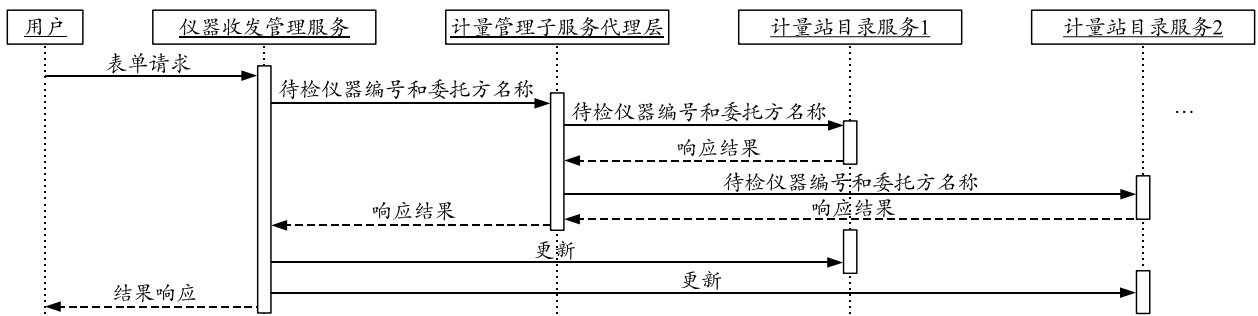 用户
仪器收发管理服务
计量管理子服务代理层
计量站目录服务1
计量站目录服务2
表单请求
待检仪器编号和委托方名称
待检仪器编号和委托方名称
…
响应结果
待检仪器编号和委托方名称
响应结果
响应结果
更新
更新
结果响应